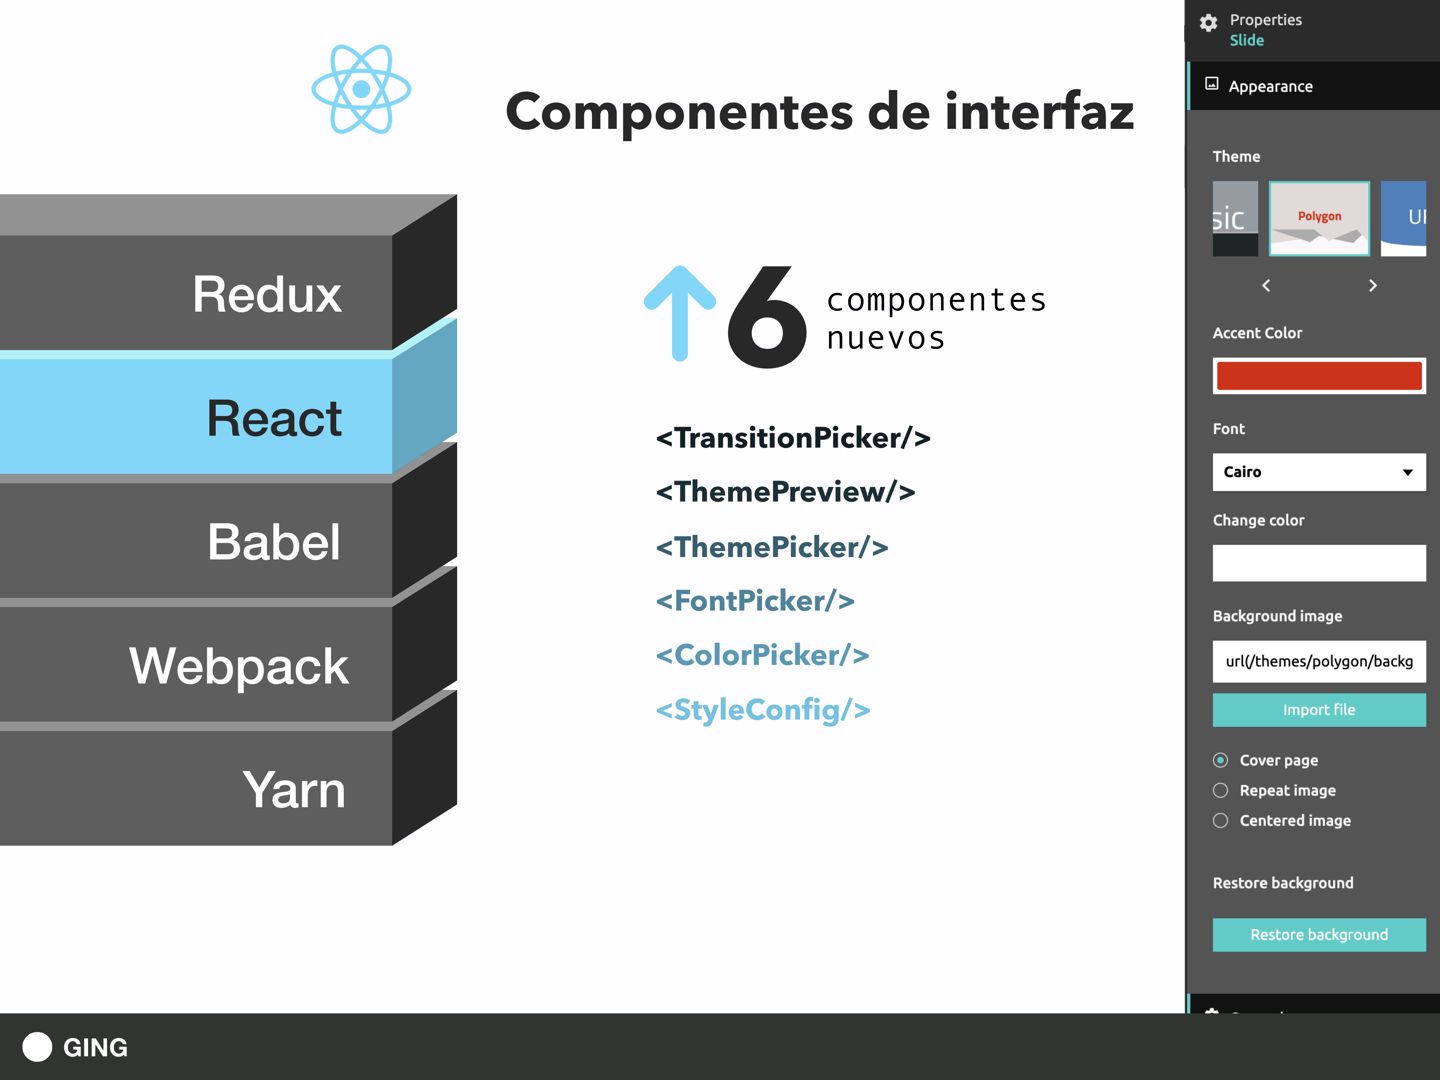 Componentes de interfaz
Redux
React
Babel
Webpack
Yarn
6
componentes
nuevos
<TransitionPicker/>
<ThemePreview/>
<ThemePicker/>
<FontPicker/>
<ColorPicker/>
<StyleConfig/>
Properties
Slide
Appearance
Theme
sic
Polygon
Accent Color
Font
Cairo
Change color
Background image
url(/themes/polygon/backg
Import file
Cover page
Repeat image
Centered image
Restore background
Restore background
GING